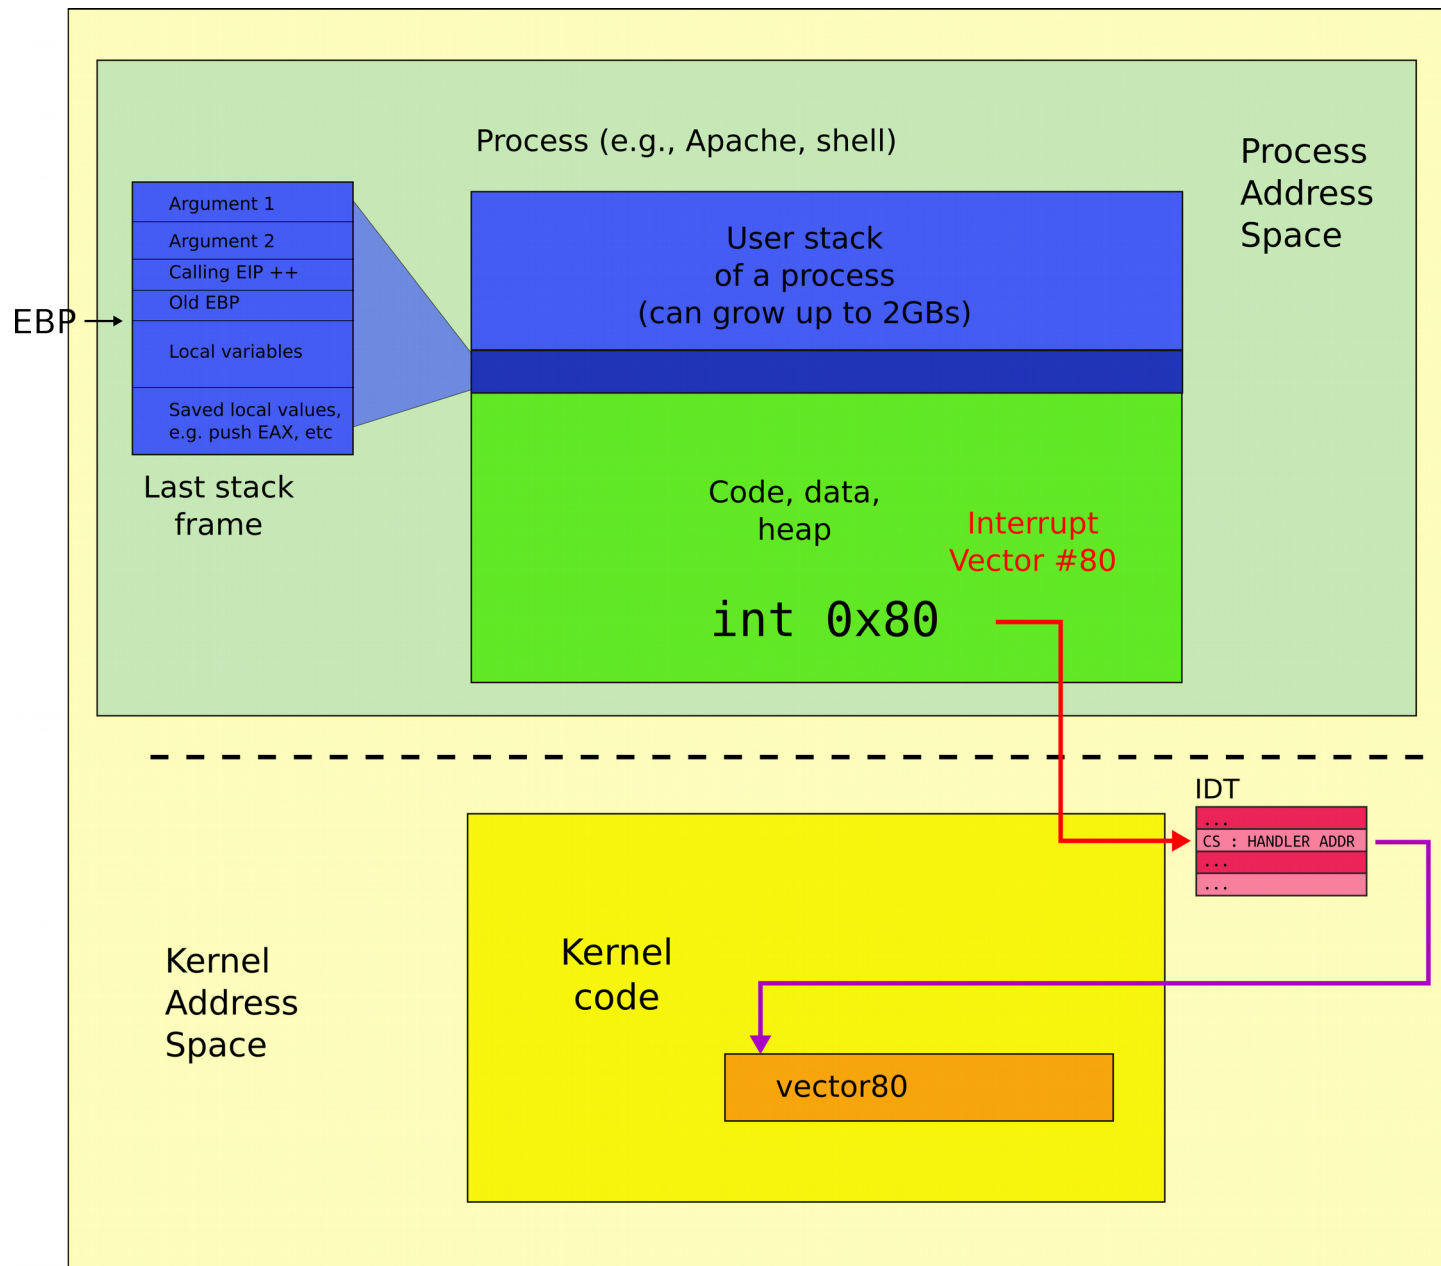 Process (e.g., Apache, shell)
Process
Address
Space
Argument 1
Argument 2
Calling EIP ++
Old EBP
EBP
Local variables
Saved local values,
e.g. push EAX, etc
Last stack
frame
User stack
of a process
(can grow up to 2GBs)
Code, data,
heap
Interrupt
Vector #80
int 0x80
IDT
...
CS : HANDLER ADDR
...
...
Kernel
Address
Space
Kernel
code
vector80